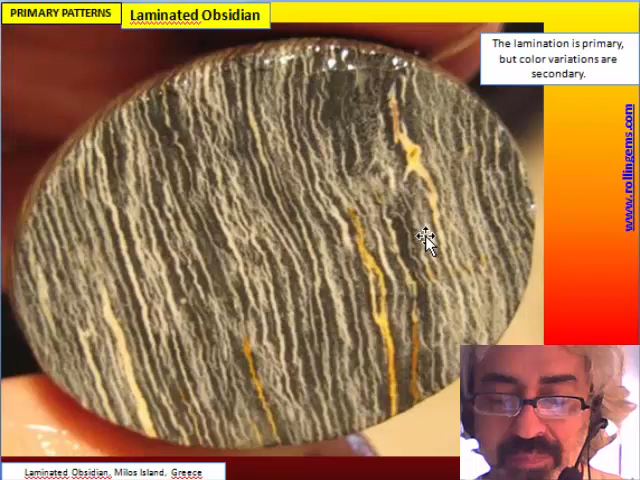 PRIMARY PATTERNS
Laminated Obsidian
The lamination is primary,
but color variations are
secondary.
www.rollingems.com
Laminated Obsidian, Milos Island, Greece